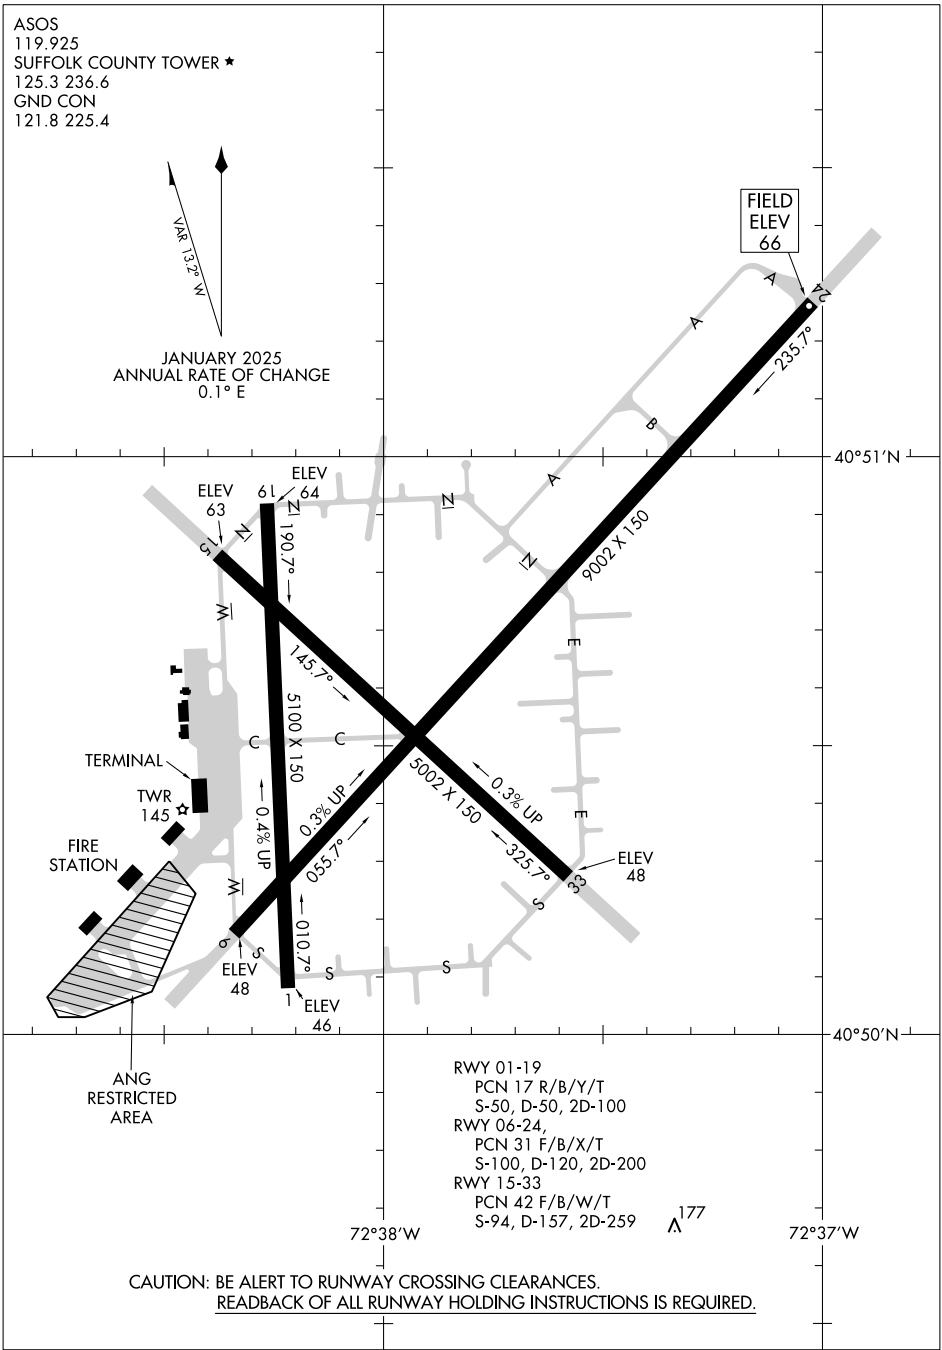 ASOS
119.925
SUFFOLK COUNTY TOWER ★
125.3 236.6
GND CON
121.8 225.4
VAR 13.2° W
JANUARY 2025
ANNUAL RATE OF CHANGE
0.1° E
FIELD
ELEV
66
24
A
A
235.7°
B
A
40°51'N
ELEV
63
19
ELEV
64
N
N
N
N
15
190.7°
9002 X 150
W
E
145.7°
5100 X 150
C
C
TERMINAL
TWR
145
5002 X 150
0.3% UP
0.3% UP
0.4% UP
055.7°
325.7°
E
FIRE
STATION
ELEV
48
33
W
S
6
S
010.7°
S
S
ELEV
48
1
ELEV
46
40°50'N
ANG
RESTRICTED
AREA
RWY 01-19
PCN 17 R/B/Y/T
S-50, D-50, 2D-100
RWY 06-24,
PCN 31 F/B/X/T
S-100, D-120, 2D-200
RWY 15-33
PCN 42 F/B/W/T
S-94, D-157, 2D-259
177
72°38'W
72°37'W
CAUTION: BE ALERT TO RUNWAY CROSSING CLEARANCES.
READBACK OF ALL RUNWAY HOLDING INSTRUCTIONS IS REQUIRED.